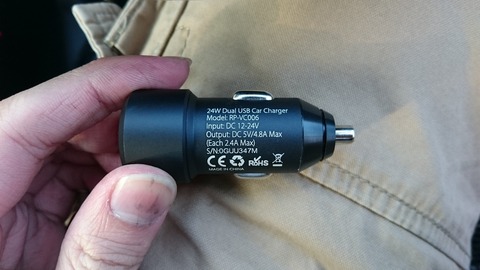 24W Dual USB Car Charger
Model: RP-VC006
Input: DC 12-24V
Output: DC 5V/4.8A Max
(Each 2.4A Max)
S/N:0GUU347M
CE RoHS
MADE IN CHINA